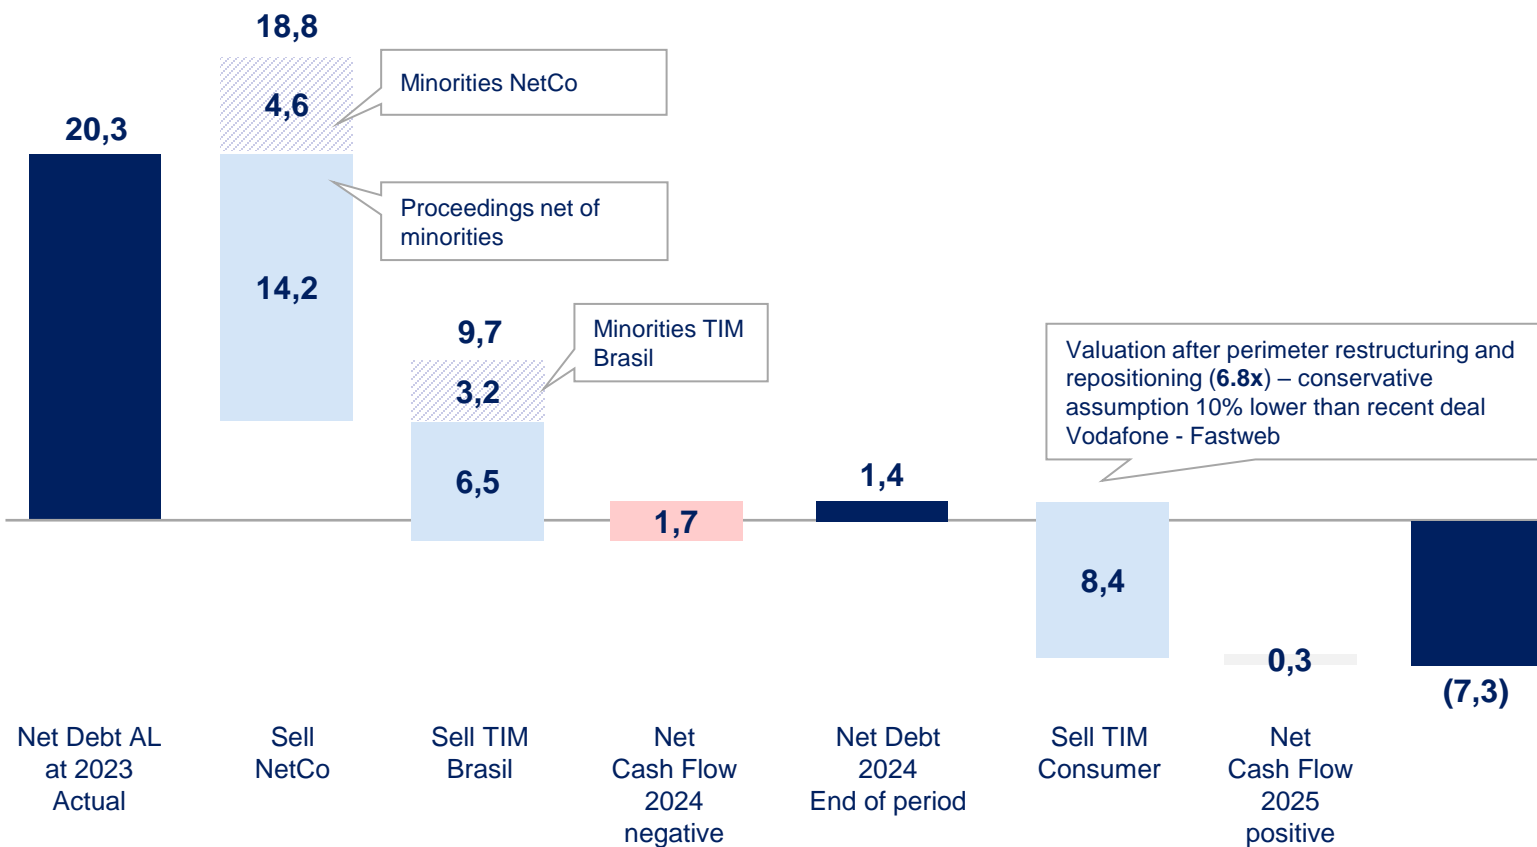 18,8
Minorities NetCo
4,6
20,3
Proceedings net of
minorities
14,2
9,7
Minorities TIM
Brasil
3,2
6,5
1,7
1,4
Valuation after perimeter restructuring and
repositioning (6.8x) – conservative
assumption 10% lower than recent deal
Vodafone - Fastweb
8,4
0,3
(7,3)
Net Debt AL
at 2023
Actual
Sell
NetCo
Sell TIM
Brasil
Net
Cash Flow
2024
negative
Net Debt
2024
End of period
Sell TIM
Consumer
Net
Cash Flow
2025
positive